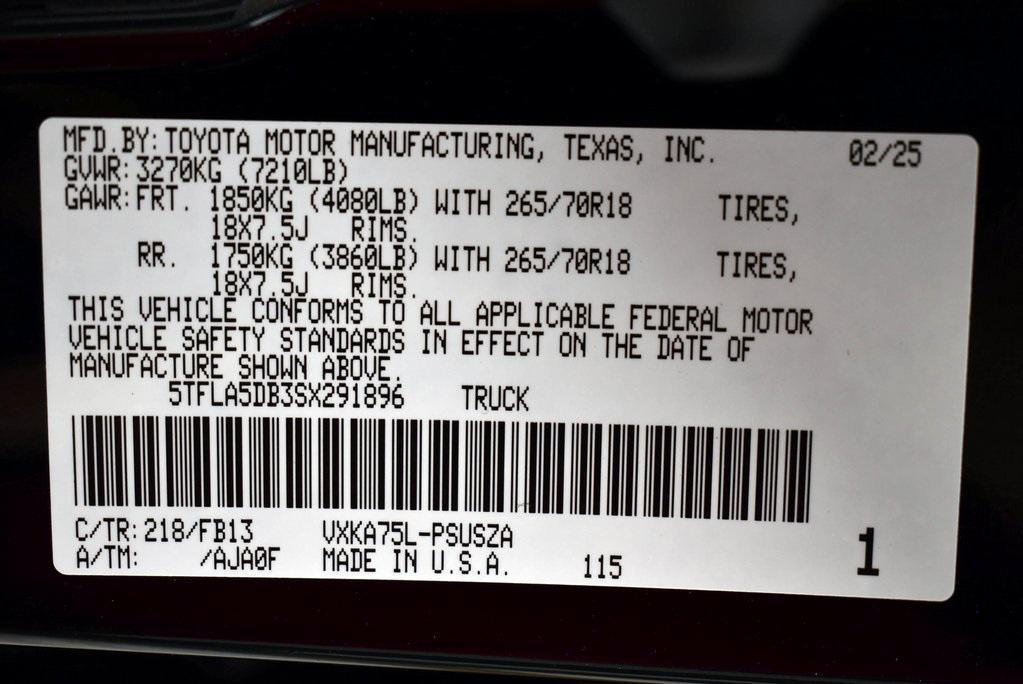 MFD.BY: TOYOTA MOTOR MANUFACTURING, TEXAS, INC. 02/25
GVWR: 3270KG (7210LB)
GAWR: FRT. 1850KG (4080LB) WITH 265/70R18 TIRES,
18X7.5J RIMS.
RR. 1750KG (3860LB) WITH 265/70R18 TIRES,
18X7.5J RIMS.
THIS VEHICLE CONFORMS TO ALL APPLICABLE FEDERAL MOTOR
VEHICLE SAFETY STANDARDS IN EFFECT ON THE DATE OF
MANUFACTURE SHOWN ABOVE.
5TFLA5DB3SX291896 TRUCK
C/TR: 218/FB13 VXKA75L-PSUSZA
A/TM: /AJA0F MADE IN U.S.A. 115 1